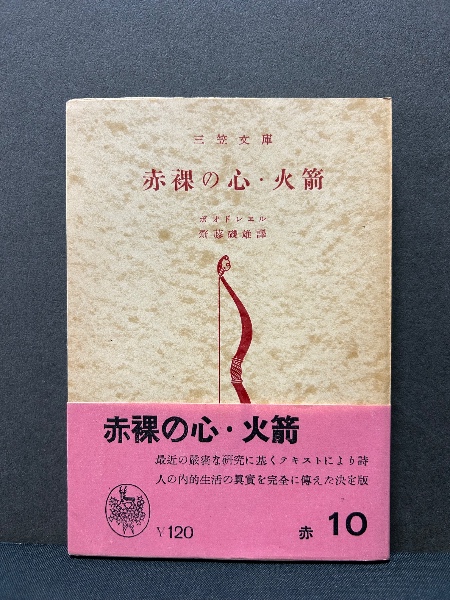 三笠文庫
赤裸の心・火箭
ボオドレエル
齋藤磯雄譯
赤裸の心・火箭
最近の嚴密な研究に基くテキストにより詩
人の内的生活の眞實を完全に傳えた決定版
¥120
赤 10